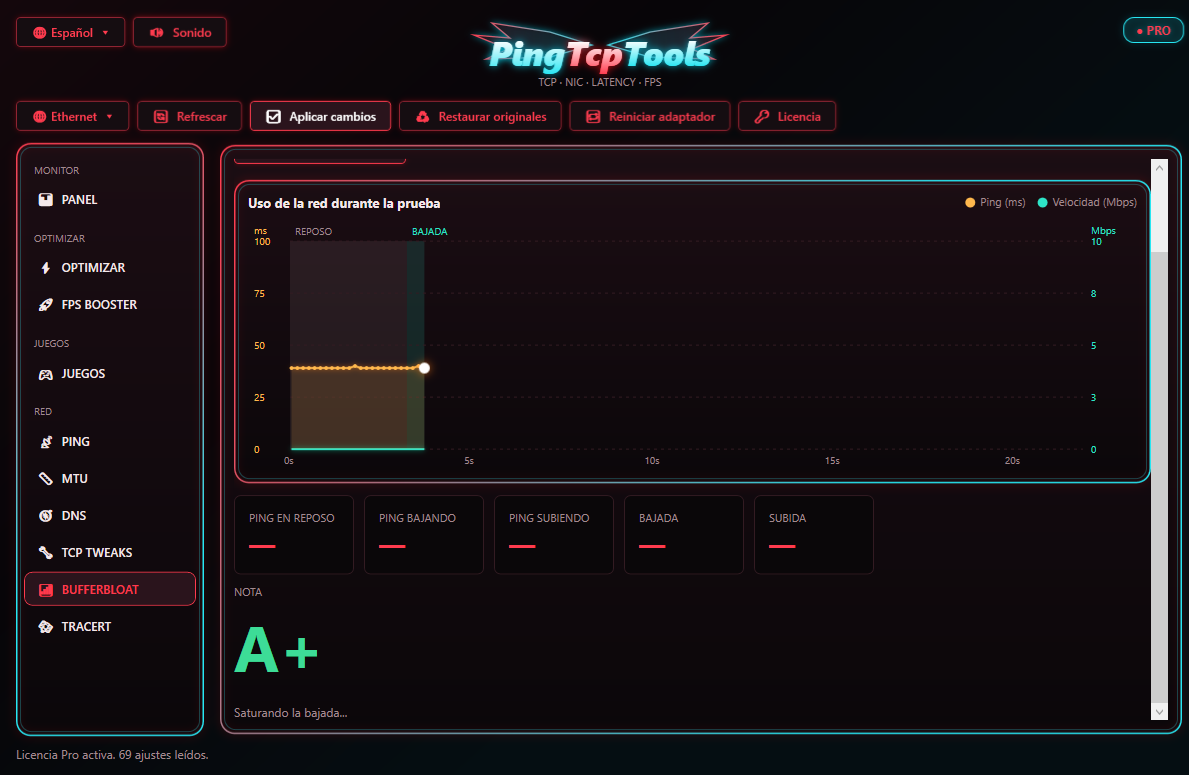 Español
Sonido
PingTcpTools
TCP · NIC · LATENCY · FPS
PRO
Ethernet
Refrescar
Aplicar cambios
Restaurar originales
Reiniciar adaptador
Licencia
MONITOR
PANEL
OPTIMIZAR
OPTIMIZAR
FPS BOOSTER
JUEGOS
JUEGOS
RED
PING
MTU
DNS
TCP TWEAKS
BUFFERBLOAT
TRACERT
Uso de la red durante la prueba
Ping (ms)
Velocidad (Mbps)
ms
REPOSO
BAJADA
Mbps
100
10
75
8
50
5
25
3
0
0
0s
5s
10s
15s
20s
PING EN REPOSO
PING BAJANDO
PING SUBIENDO
BAJADA
SUBIDA
—
—
—
—
—
NOTA
A+
Saturando la bajada...
Licencia Pro activa. 69 ajustes leídos.